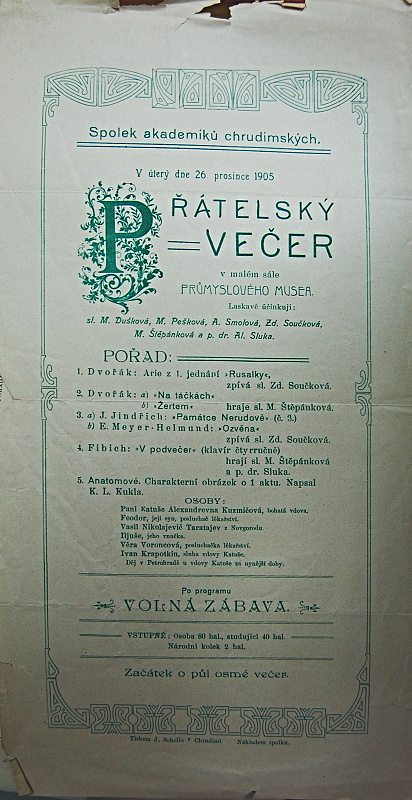 Spolek akademiků chrudimských.
V úterý dne 26. prosince 1905
PŘÁTELSKÝ
VEČER
v malém sále
PRŮMYSLOVÉHO MUSEA.
Laskavě účinkují:
sl. M. Dušková, M. Pešková, A. Smolová, Zd. Součková,
M. Štěpánková a p. dr. Al. Sluka.
POŘAD:
1. Dvořák: Arie z 1. jednání »Rusalky«,
zpívá sl. Zd. Součková.
2. Dvořák: a) »Na táčkách«
b) »Žertem« hraje sl. M. Štěpánková.
3. a) J. Jindřich: »Památce Nerudově« (č. 3.)
b) E. Meyer-Helmund: »Ozvěna«
zpívá sl. Zd. Součková.
4. Fibich: »V podvečer« (klavír čtyrručně)
hrají sl. M. Štěpánková
a p. dr. Sluka.
5. Anatomové. Charakterní obrázek o 1 aktu. Napsal
K. L. Kukla.
OSOBY:
Paní Katuše Alexandrevna Kuzmičová, bohatá vdova.
Feodor, její syn, posluchač lékařství.
Vasil Nikolajevič Taratajev z Novgorodu.
Iljuše, jeho vnučka.
Věra Voroncová, posluchačka lékařství.
Ivan Krapotkin, sluha vdovy Katuše.
Děj v Petrohradě u vdovy Katuše za nynější doby.
Po programu
VOLNÁ ZÁBAVA.
VSTUPNÉ: Osoba 80 hal., studující 40 hal.
Národní kolek 2 hal.
Začátek o půl osmé večer.
Tiskem J. Scholle v Chrudimi. Nákladem spolku.